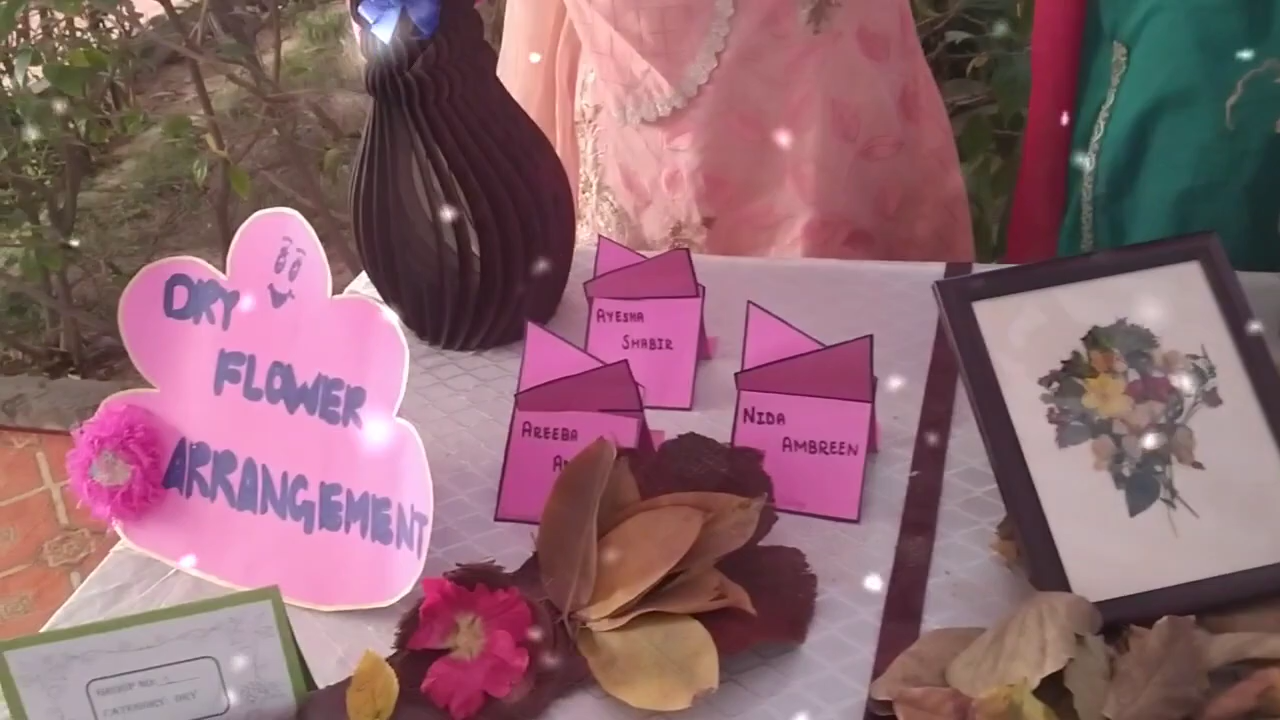 DRY
FLOWER
ARRANGEMENT
AYESHA
SHABIR
AREEBA
NIDA
AMBREEN
GROUP NO:
CATEGORY: DRY